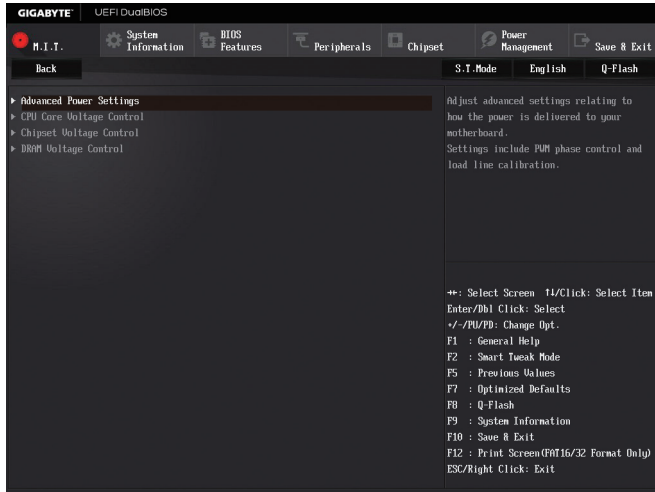 GIGABYTE™ UEFI DualBIOS
M.I.T. System Information BIOS Features Peripherals Chipset Power Management Save & Exit
Back S.T.Mode English Q-Flash
Advanced Power Settings
CPU Core Voltage Control
Chipset Voltage Control
DRAM Voltage Control
Adjust advanced settings relating to
how the power is delivered to your
motherboard.
Settings include PWM phase control and
load line calibration.
→←: Select Screen ↑↓/Click: Select Item
Enter/Dbl Click: Select
+/-/PU/PD: Change Opt.
F1 : General Help
F2 : Smart Tweak Mode
F5 : Previous Values
F7 : Optimized Defaults
F8 : Q-Flash
F9 : System Information
F10 : Save & Exit
F12 : Print Screen(FAT16/32 Format Only)
ESC/Right Click: Exit